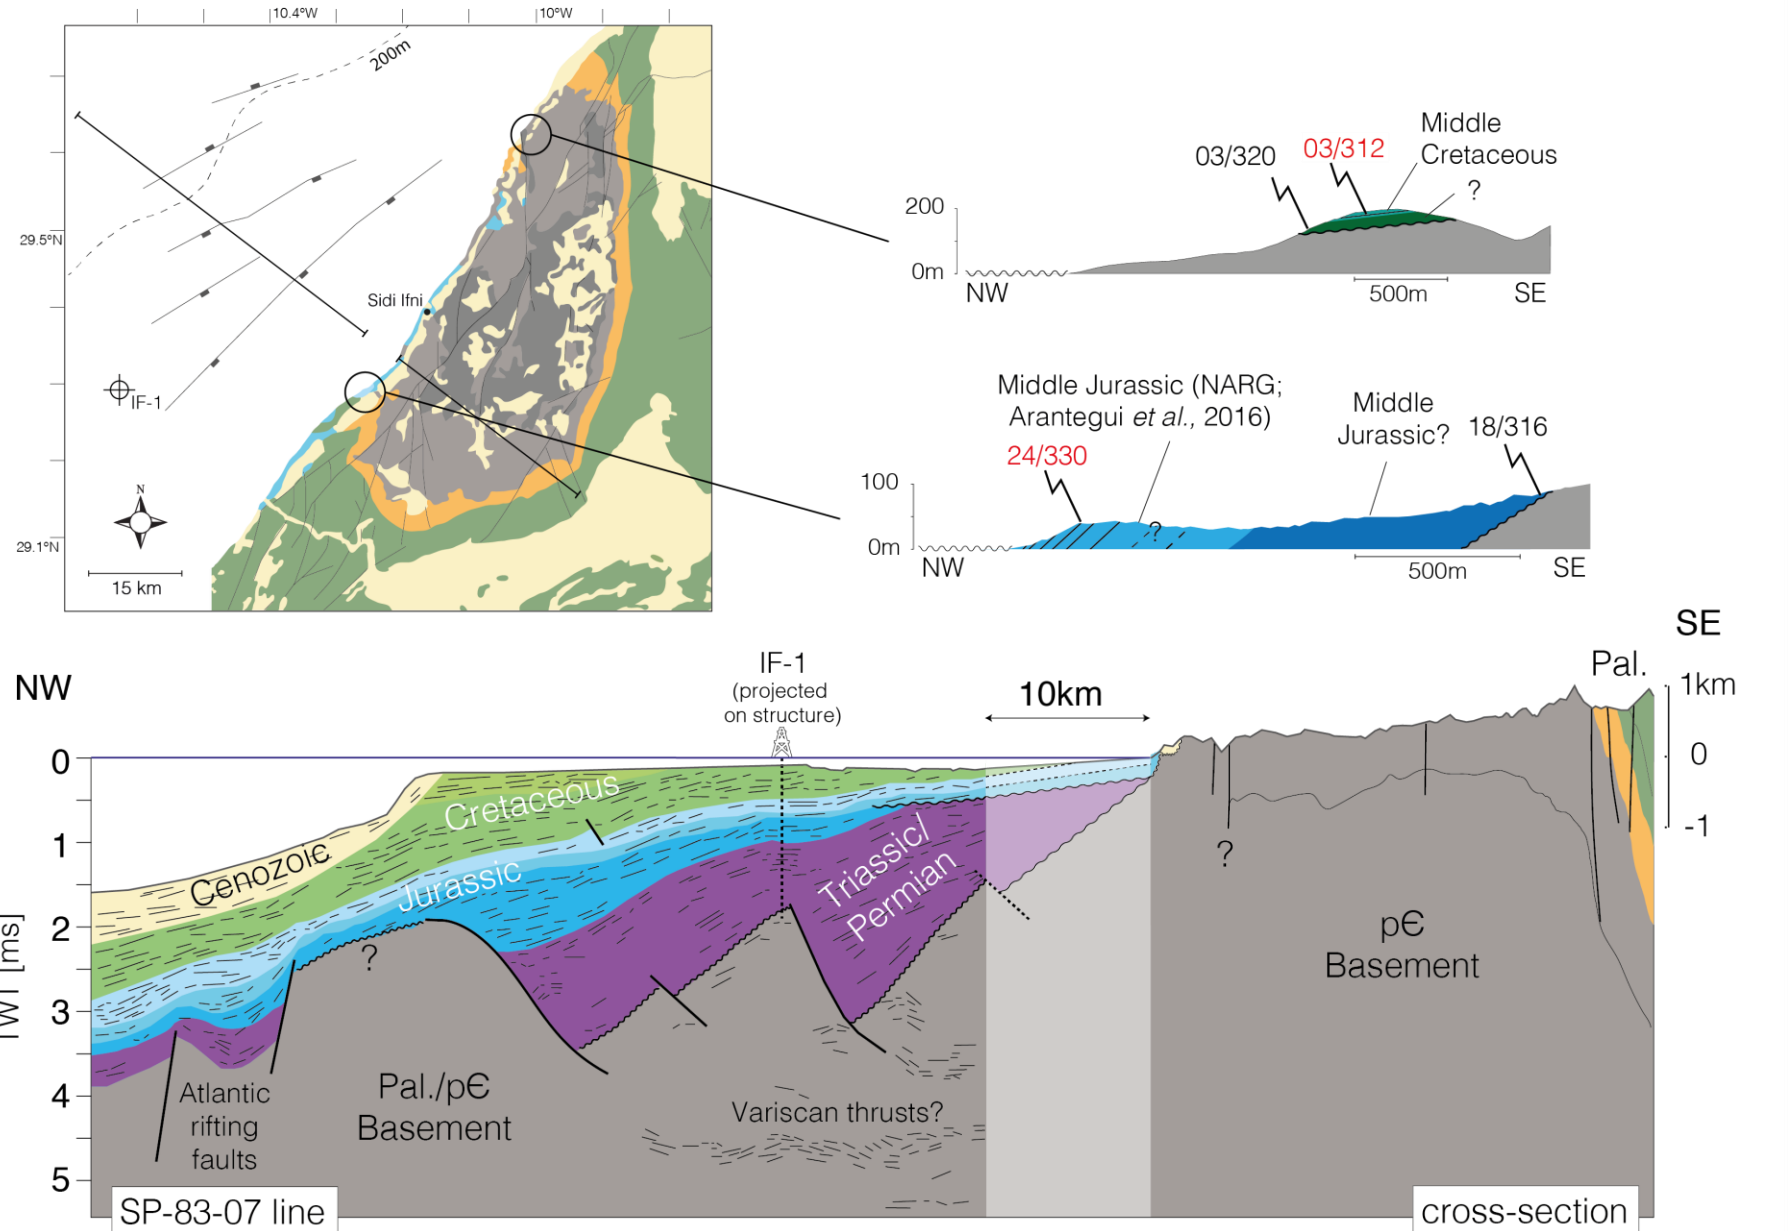 10.4°W
10°W
200m
29.5°N
Sidi Ifni
IF-1
N
29.1°N
15 km
03/320
03/312
Middle
Cretaceous
?
200
0m
NW
500m
SE
Middle Jurassic (NARG;
Arantegui et al., 2016)
24/330
Middle
Jurassic?
18/316
100
?
0m
NW
500m
SE
NW
IF-1
(projected
on structure)
10km
SE
Pal.
1km
0
-1
0
1
2
3
4
5
TWT [ms]
Cenozoic
Cretaceous
Jurassic
Triassic/
Permian
?
?
pЄ
Basement
Atlantic
rifting
faults
Pal./pЄ
Basement
Variscan thrusts?
SP-83-07 line
cross-section